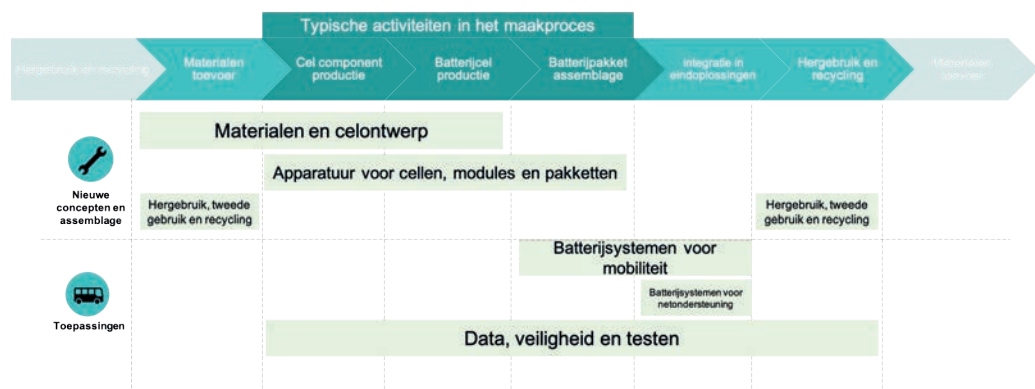 Typische activiteiten in het maakproces
Hergebruik en recycling
Materialen
toevoer
Cel component
productie
Batterijcel
productie
Batterijpakket
assemblage
Integratie in
eindoplossingen
Hergebruik en
recycling
Materialen
toevoer
Materialen en celontwerp
Apparatuur voor cellen, modules en pakketten
Nieuwe
concepten en
assemblage
Hergebruik, tweede
gebruik en recycling
Hergebruik, tweede
gebruik en recycling
Batterijsystemen voor
mobiliteit
Batterijsystemen voor
netondersteuning
Toepassingen
Data, veiligheid en testen